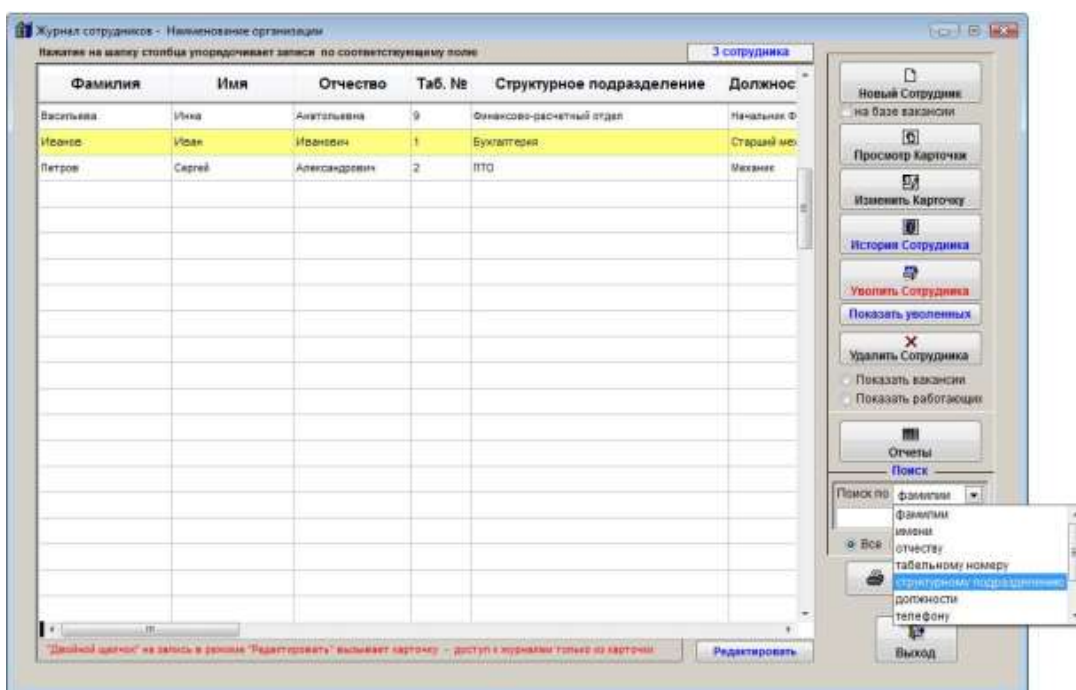 Журнал сотрудников - Наименование организации
Нажатие на шапку столбца упорядочивает записи по соответствующему полю
3 сотрудника
Фамилия Имя Отчество Таб. № Структурное подразделение Должнос
Васильева Инна Анатольевна 9 Финансово-расчетный отдел Начальник Ф
Иванов Иван Иванович 1 Бухгалтерия Старший мех
Петров Сергей Александрович 2 ПТО Механик
Новый Сотрудник
на базе вакансии
Просмотр Карточки
Изменить Карточку
История Сотрудника
Уволить Сотрудника
Показать уволенных
Удалить Сотрудника
Показать вакансии
Показать работающих
Отчеты
Поиск
Поиск по фамилии
фамилии
имени
отчеству
табельному номеру
структурному подразделению
должности
телефону
Все
"Двойной щелчок" на запись в режиме "Редактировать" вызывает карточку - доступ к журналам только из карточки
Редактировать
Выход